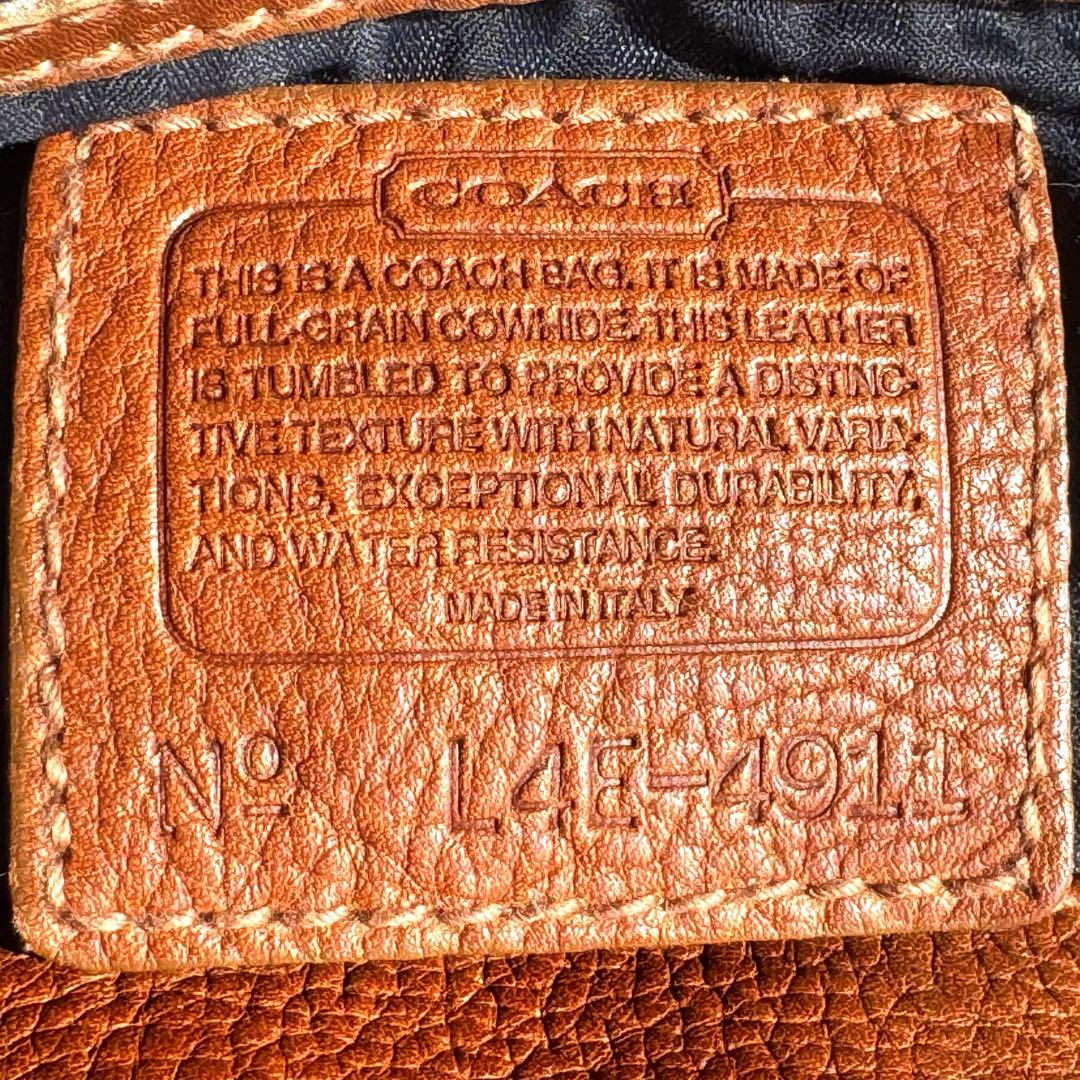 COACH
THIS IS A COACH BAG. IT IS MADE OF
FULL-GRAIN COWHIDE. THIS LEATHER
IS TUMBLED TO PROVIDE A DISTINC-
TIVE TEXTURE WITH NATURAL VARIA-
TIONS, EXCEPTIONAL DURABILITY,
AND WATER RESISTANCE.
MADE IN ITALY
Nº L4E-4911